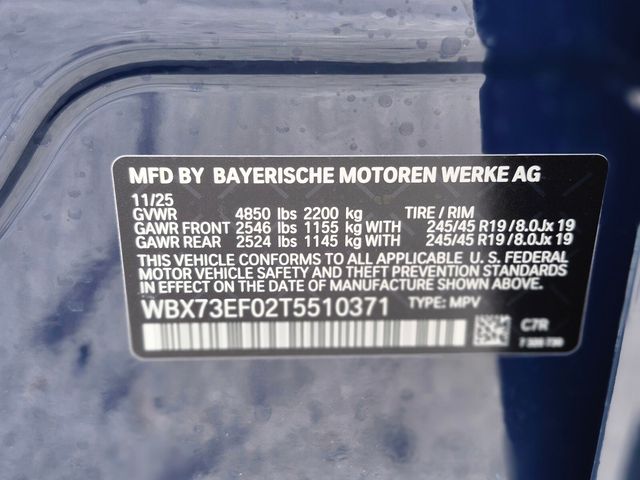 MFD BY BAYERISCHE MOTOREN WERKE AG
11/25
GVWR 4850 lbs 2200 kg TIRE / RIM
GAWR FRONT 2546 lbs 1155 kg WITH 245/45 R19 / 8.0Jx 19
GAWR REAR 2524 lbs 1145 kg WITH 245/45 R19 / 8.0Jx 19
THIS VEHICLE CONFORMS TO ALL APPLICABLE U. S. FEDERAL
MOTOR VEHICLE SAFETY AND THEFT PREVENTION STANDARDS
IN EFFECT ON THE DATE OF MANUFACTURE SHOWN ABOVE.
WBX73EF02T5510371 TYPE: MPV
C7R